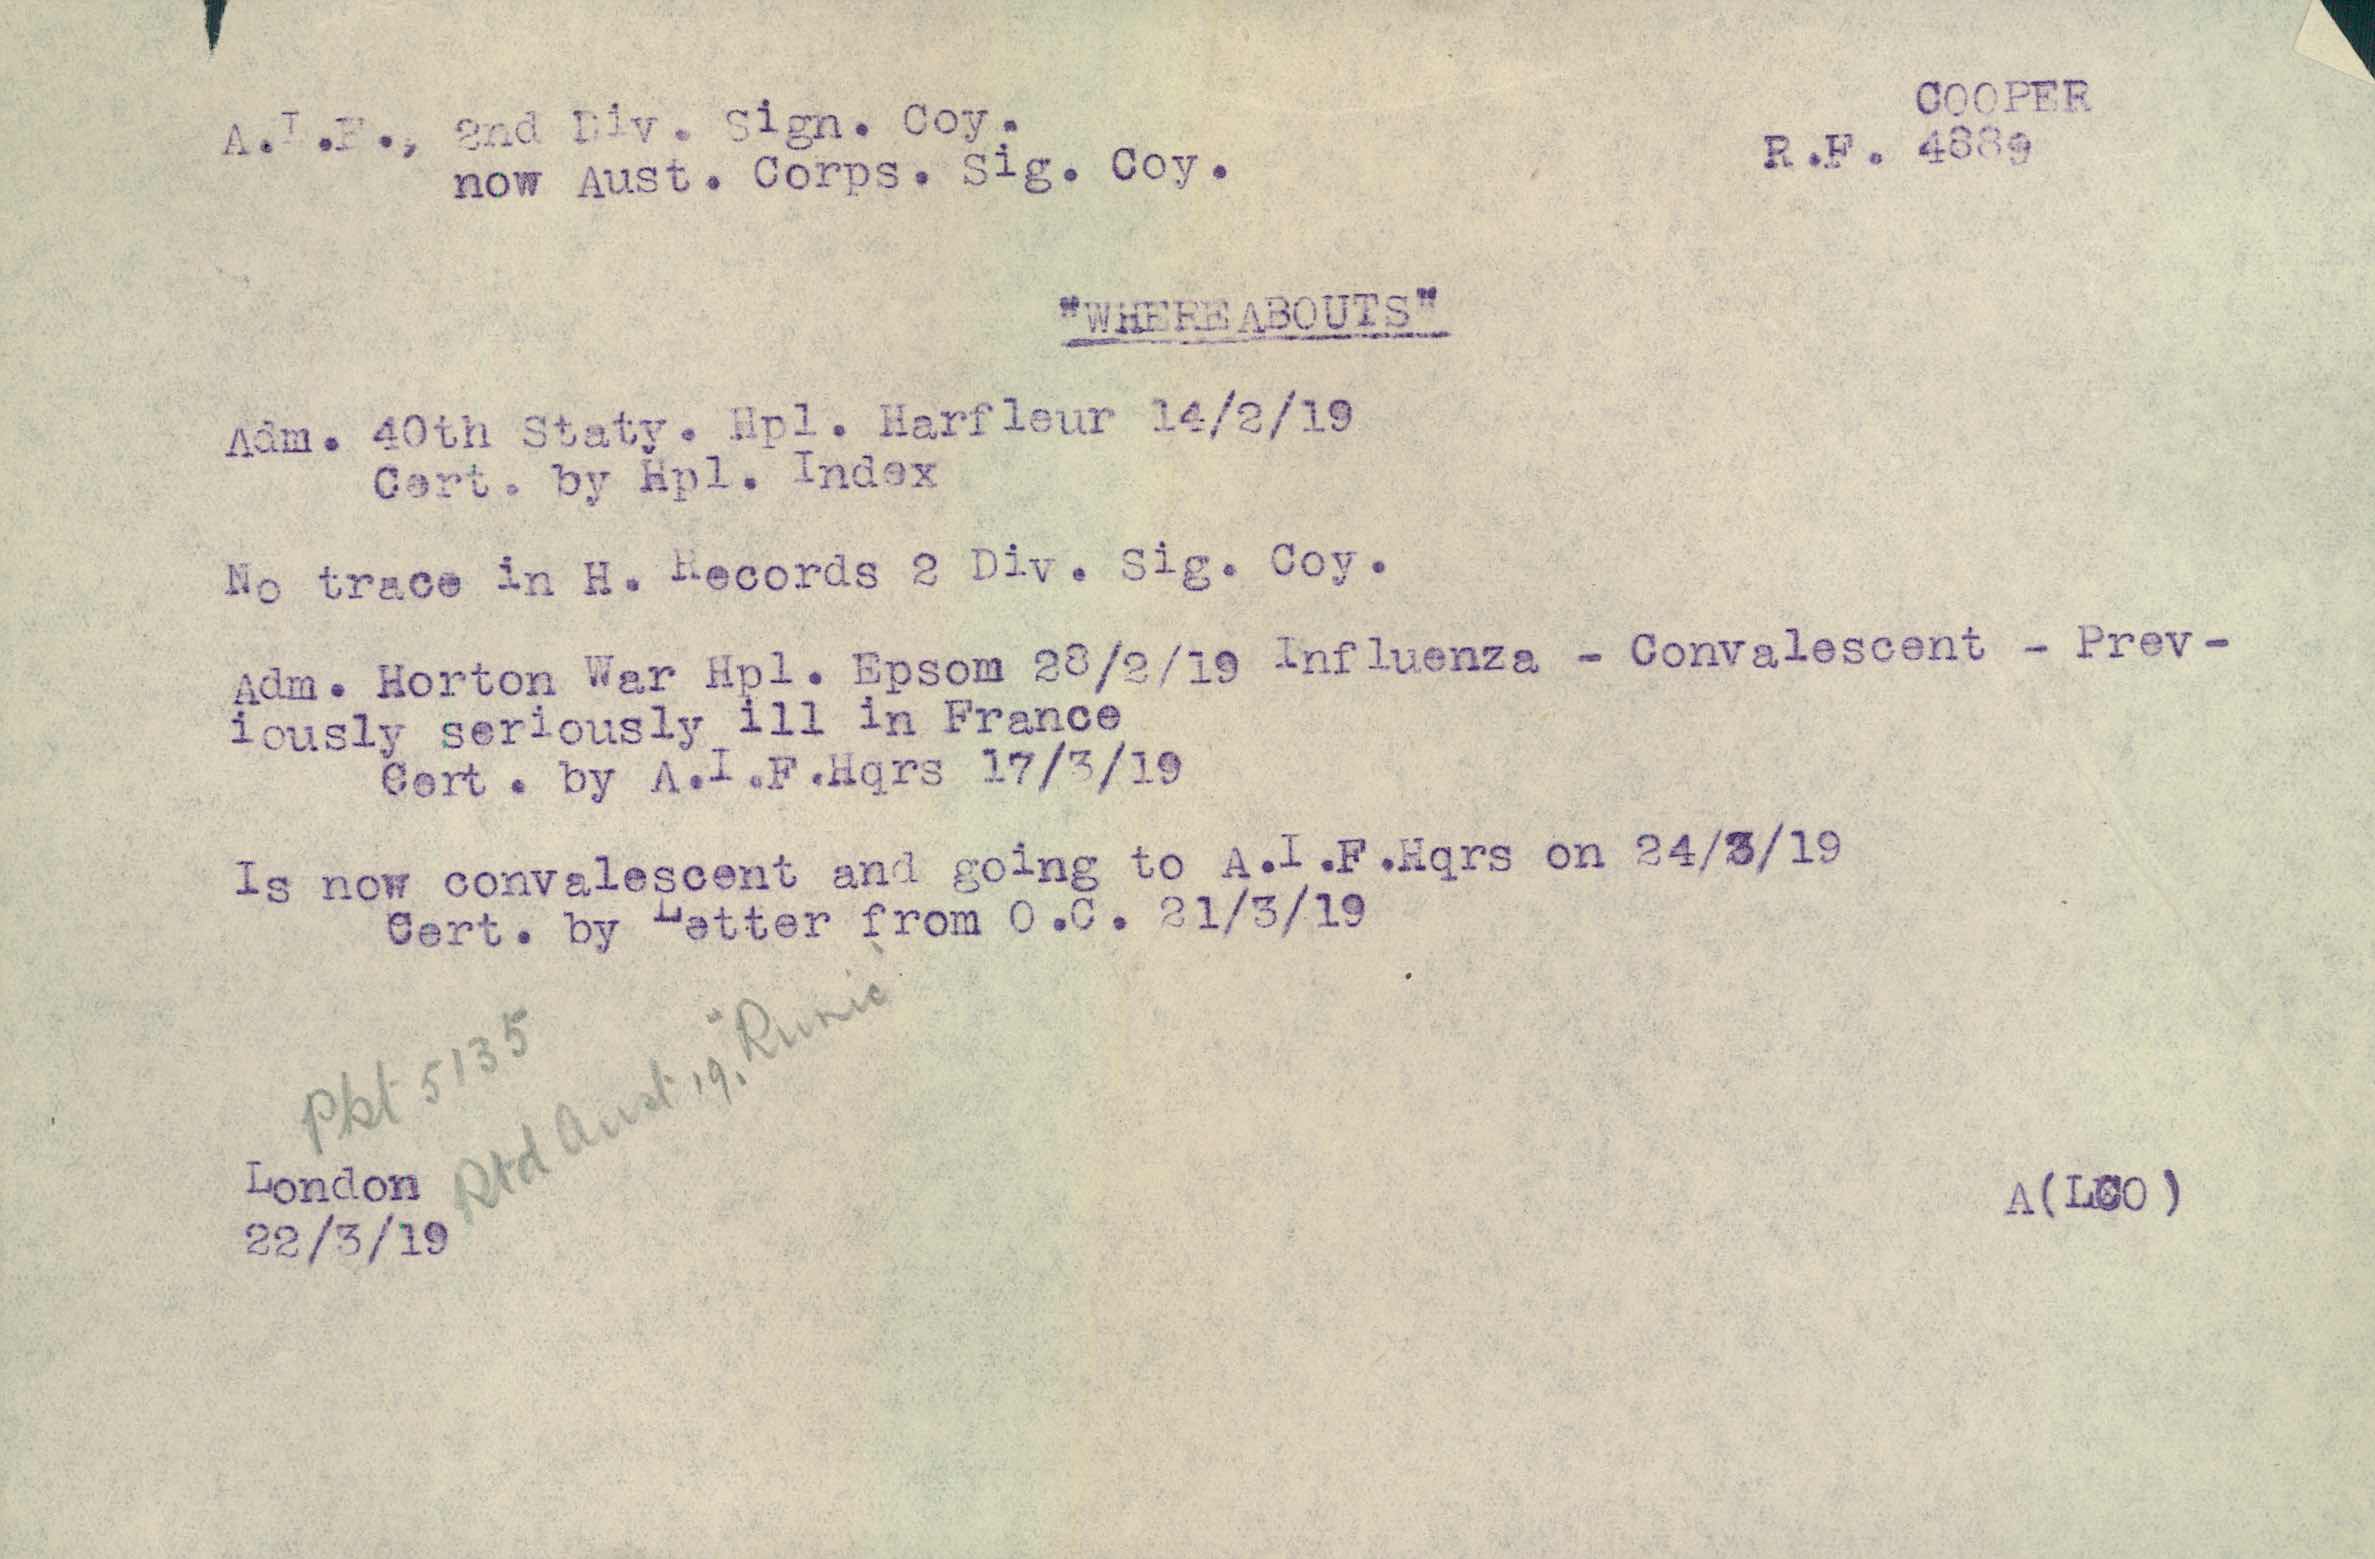 COOPER
A.I.F., 2nd Div. Sign. Coy.
R.F. 4889
now Aust. Corps. Sig. Coy.
"WHEREABOUTS"
Adm. 40th Staty. Hpl. Harfleur 14/2/19
Cert. by Hpl. Index
No trace in H. Records 2 Div. Sig. Coy.
Adm. Horton War Hpl. Epsom 28/2/19 Influenza - Convalescent - Prev-
iously seriously ill in France
Cert. by A.I.F.Hqrs 17/3/19
Is now convalescent and going to A.I.F.Hqrs on 24/3/19
Cert. by Letter from O.C. 21/3/19
Pkt 5135
Rtd Aust, 19, "Runic"
London
22/3/19
A(LCO)